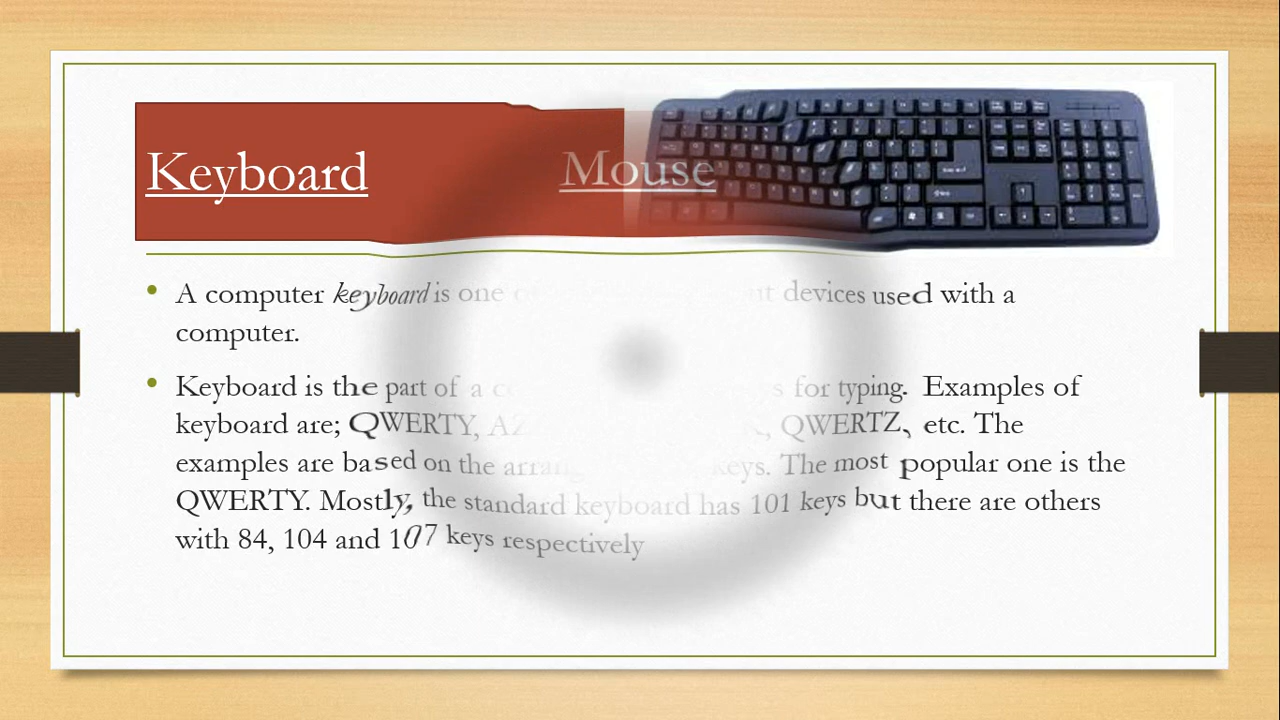 Keyboard Mouse
A computer keyboard is one devices used with a
computer.
Keyboard is the part of a for typing. Examples of
keyboard are; QWERTY, QWERTZ, etc. The
examples are based on the keys. The most popular one is the
QWERTY. Mostly, the standard keyboard has 101 keys but there are others
with 84, 104 and 107 keys respectively